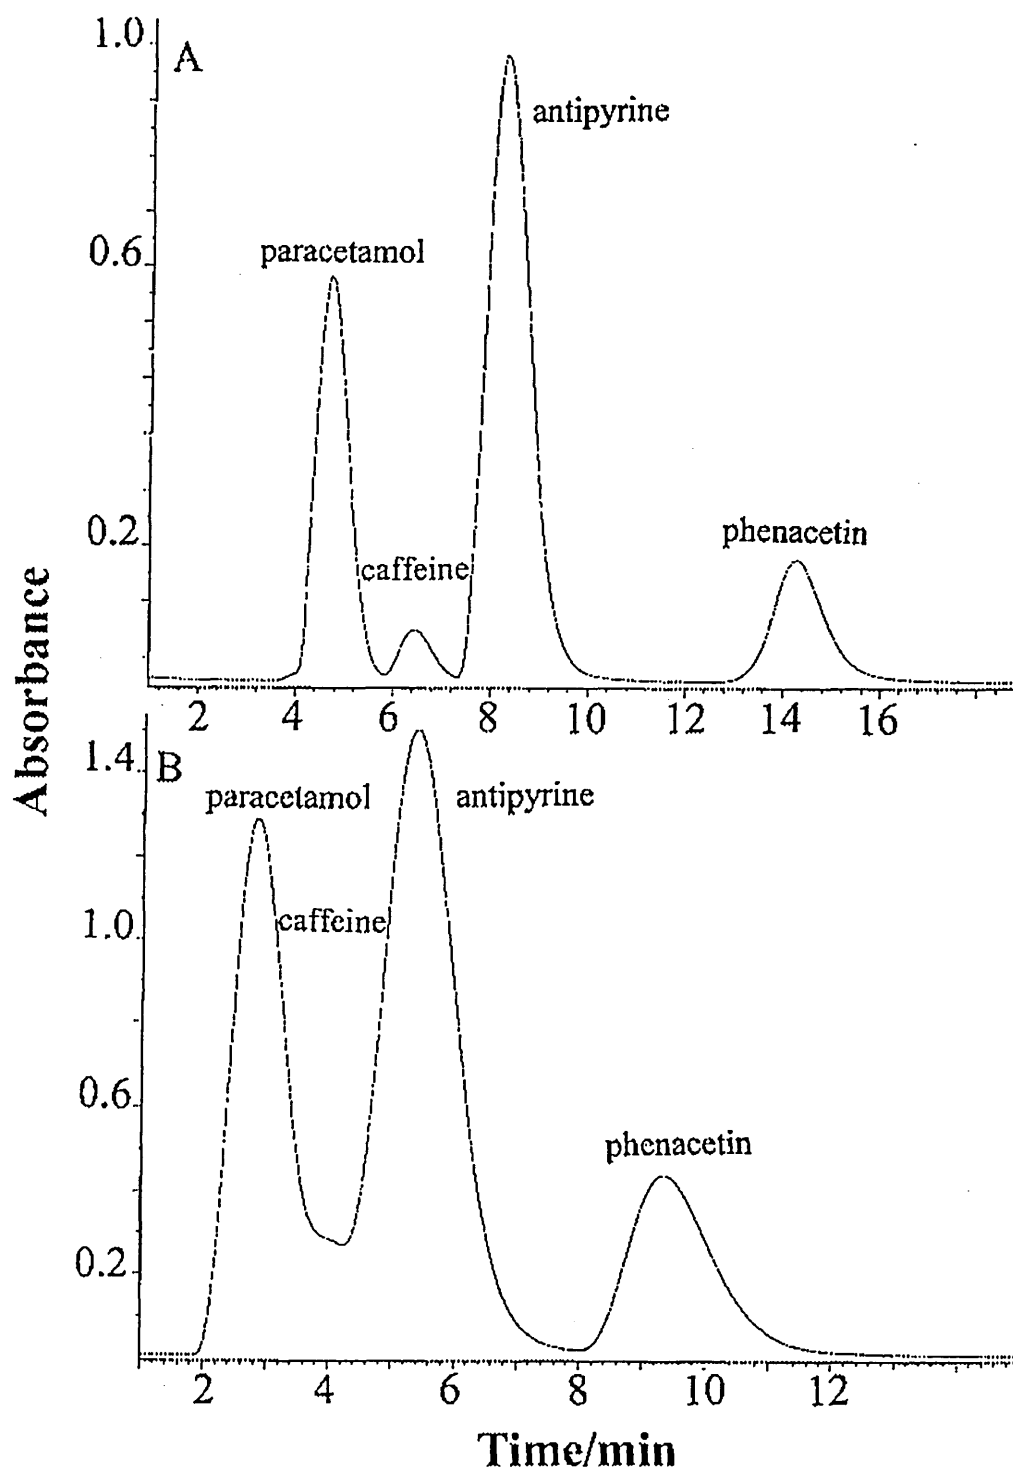 1.0
A
antipyrine
0.6
paracetamol
0.2
phenacetin
caffeine
Absorbance
2 4 6 8 10 12 14 16
1.4
B
paracetamol antipyrine
1.0
caffeine
0.6
phenacetin
0.2
2 4 6 8 10 12
Time/min